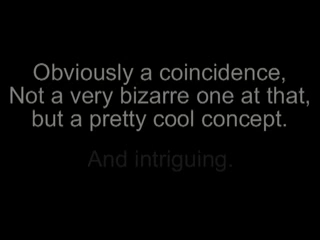 Obviously a coincidence,
Not a very bizarre one at that,
but a pretty cool concept.
And intriguing.